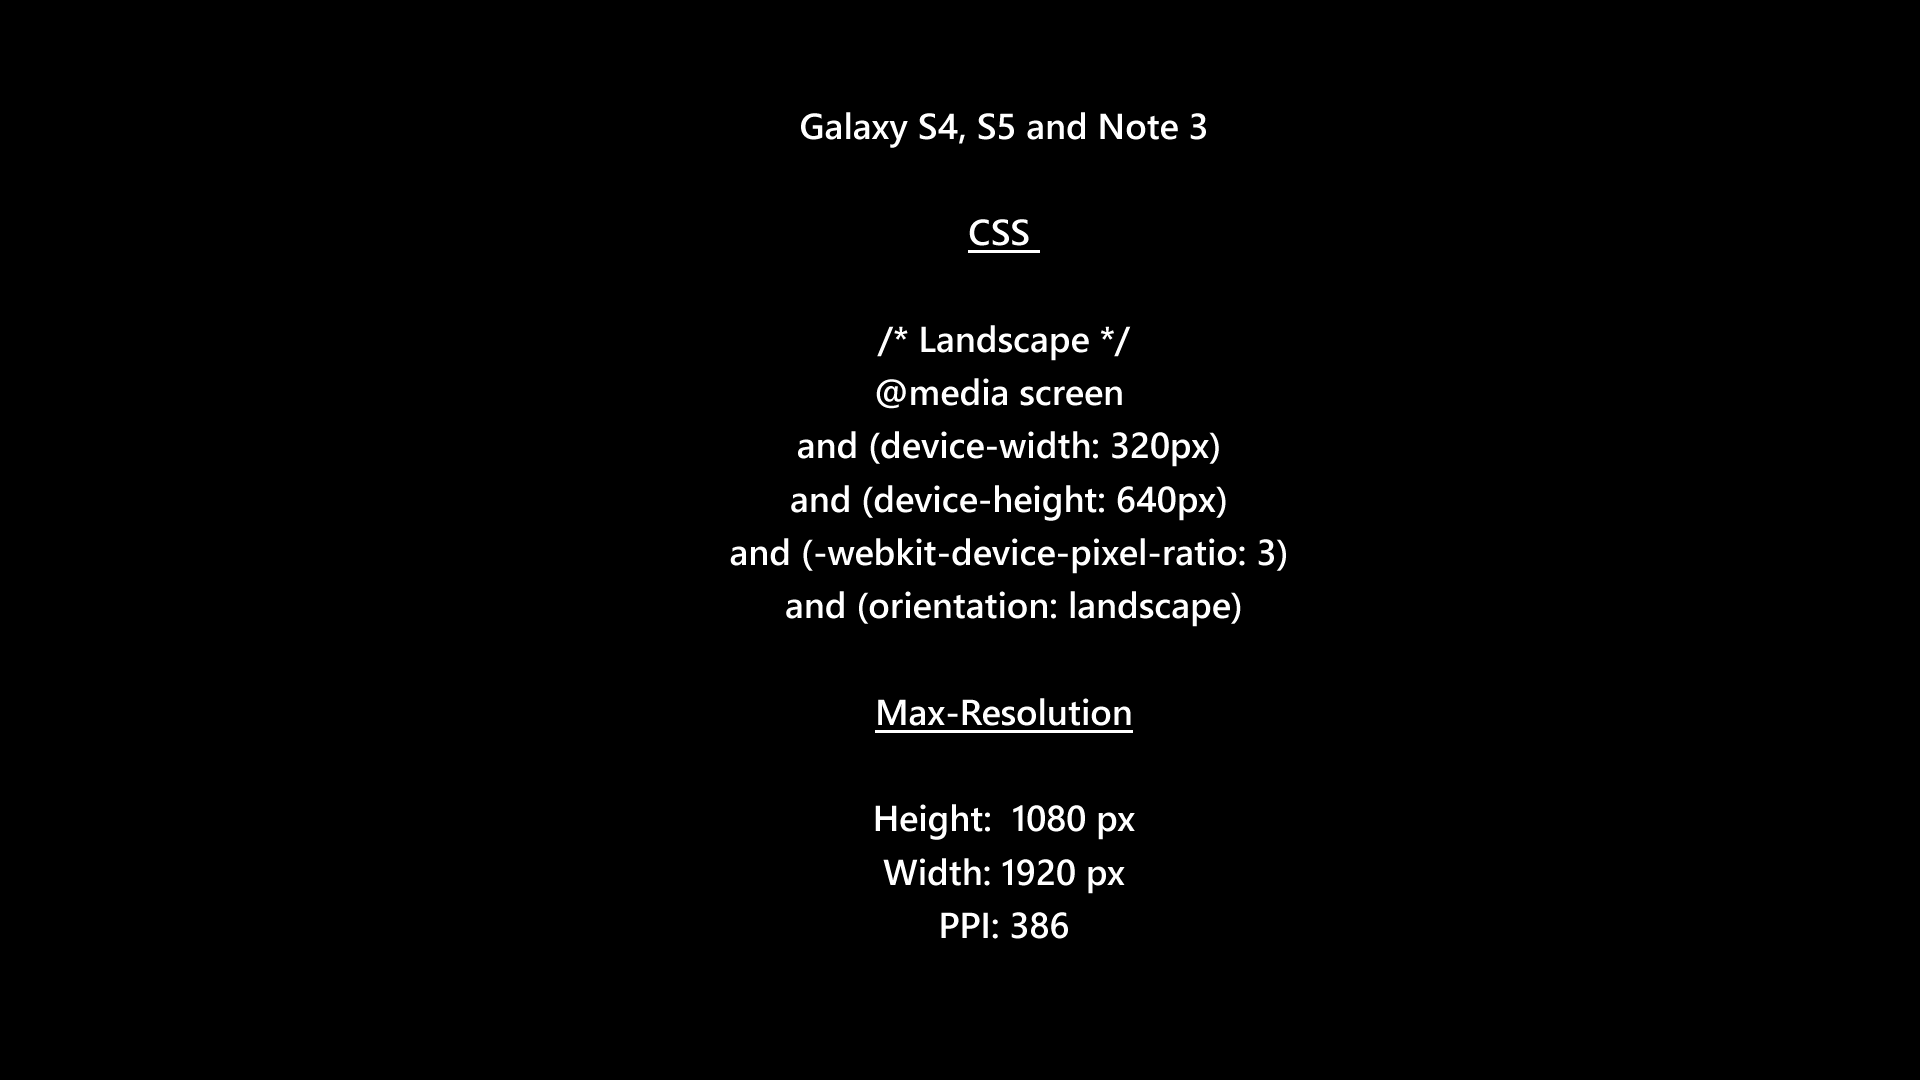 Galaxy S4, S5 and Note 3
CSS
/* Landscape */
@media screen
and (device-width: 320px)
and (device-height: 640px)
and (-webkit-device-pixel-ratio: 3)
and (orientation: landscape)
Max-Resolution
Height:  1080 px
Width: 1920 px
PPI: 386